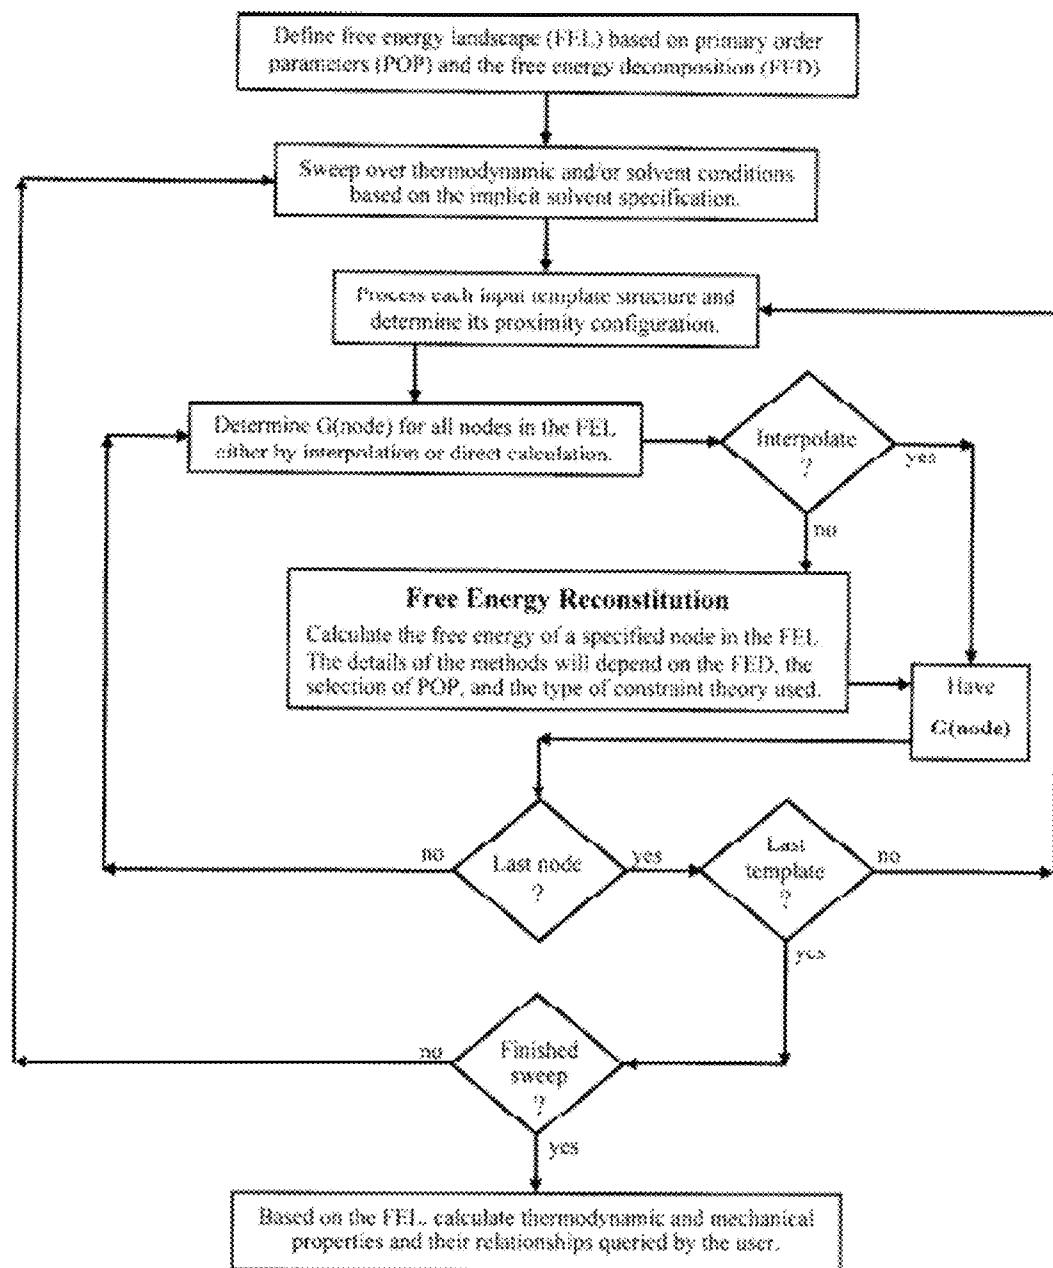 Define free energy landscape (FEL) based on primary order
parameters (POP) and the free energy decomposition (FED)
Sweep over thermodynamic and/or solvent conditions
based on the implicit solvent specification.
Process each input template structure and
determine its proximity configuration.
Determine G(node) for all nodes in the FEL
either by interpolation or direct calculation.
Interpolate
?
yes
no
Free Energy Reconstitution
Calculate the free energy of a specified node in the FEL
The details of the methods will depend on the FED, the
selection of POP, and the type of constraint theory used.
Have
G(node)
no
Last node
?
yes
Last
template
?
no
yes
no
Finished
sweep
?
yes
Based on the FEL, calculate thermodynamic and mechanical
properties and their relationships queried by the user.